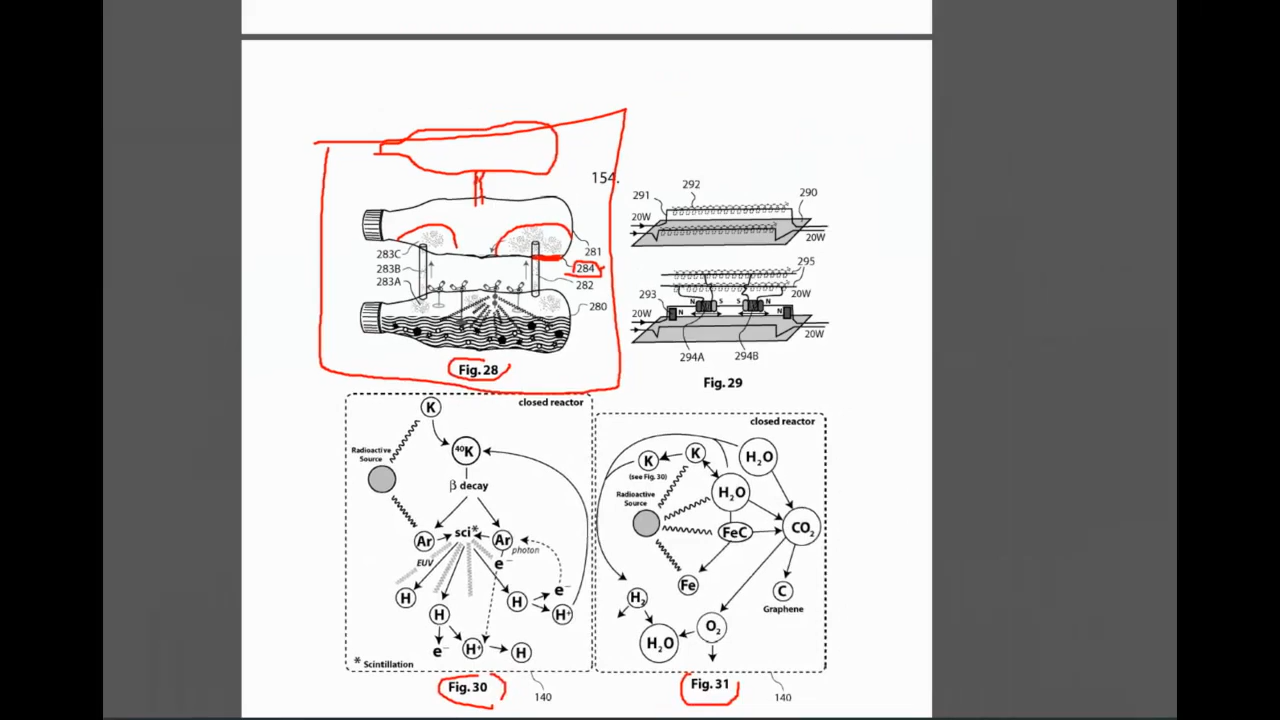 154.
283C
283B
283A
281
284
282
280
Fig. 28
291
292
290
20W
20W
295
293
20W
N
S
S
N
20W
N
N
20W
294A
294B
Fig. 29
closed reactor
K
Radioactive
Source
40K
β decay
Ar
sci*
Ar
photon
EUV
e-
H
H
H
e-
H+
e-
H+
H
* Scintillation
Fig. 30
140
closed reactor
K
K
H2O
(see Fig. 30)
Radioactive
Source
H2O
FeC
CO2
Fe
C
Graphene
H2
O2
H2O
Fig. 31
140